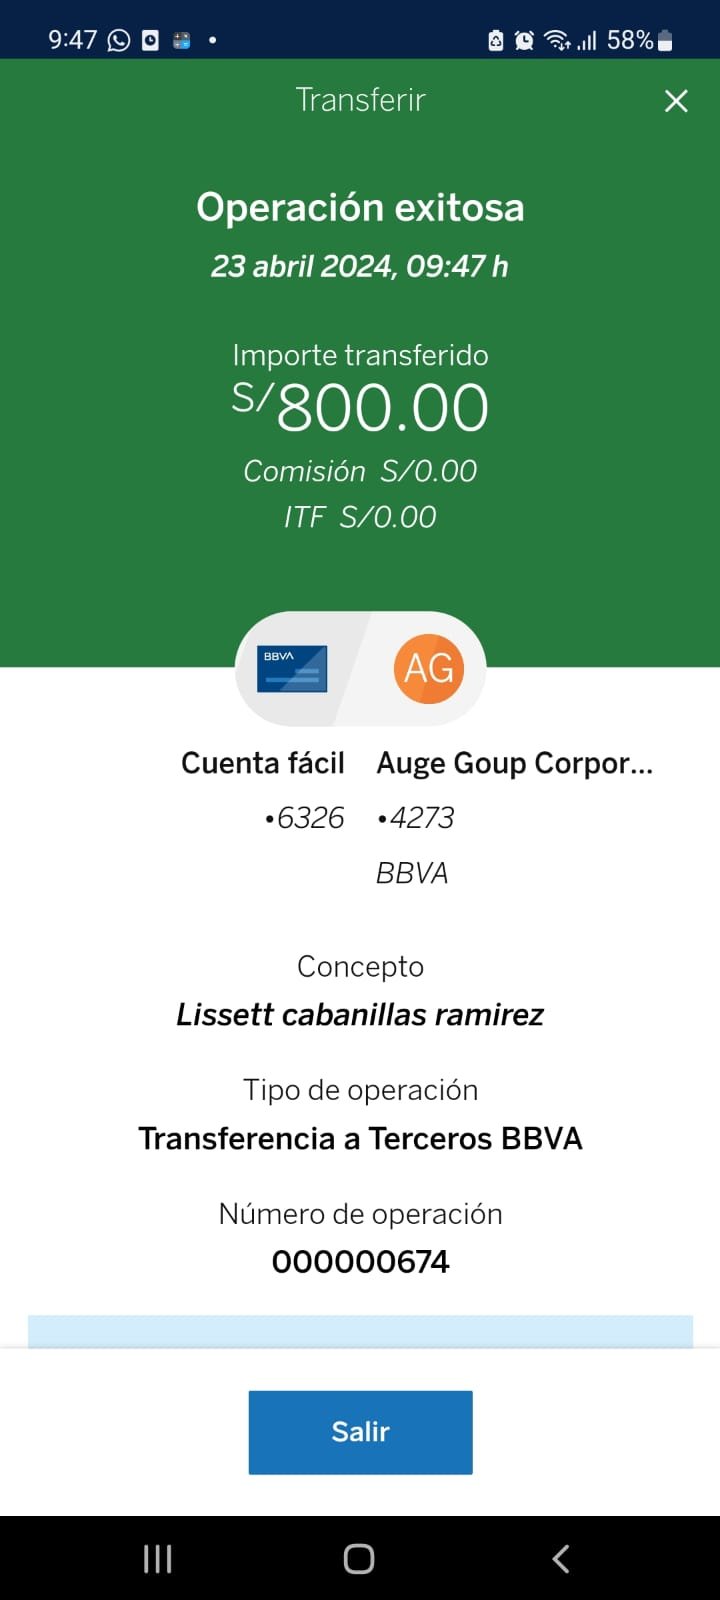 9:47 58%
Transferir
Operación exitosa
23 abril 2024, 09:47 h
Importe transferido
S/800.00
Comisión S/0.00
ITF S/0.00
BBVA AG
Cuenta fácil Auge Goup Corpor...
•6326 •4273
BBVA
Concepto
Lissett cabanillas ramirez
Tipo de operación
Transferencia a Terceros BBVA
Número de operación
000000674
Salir